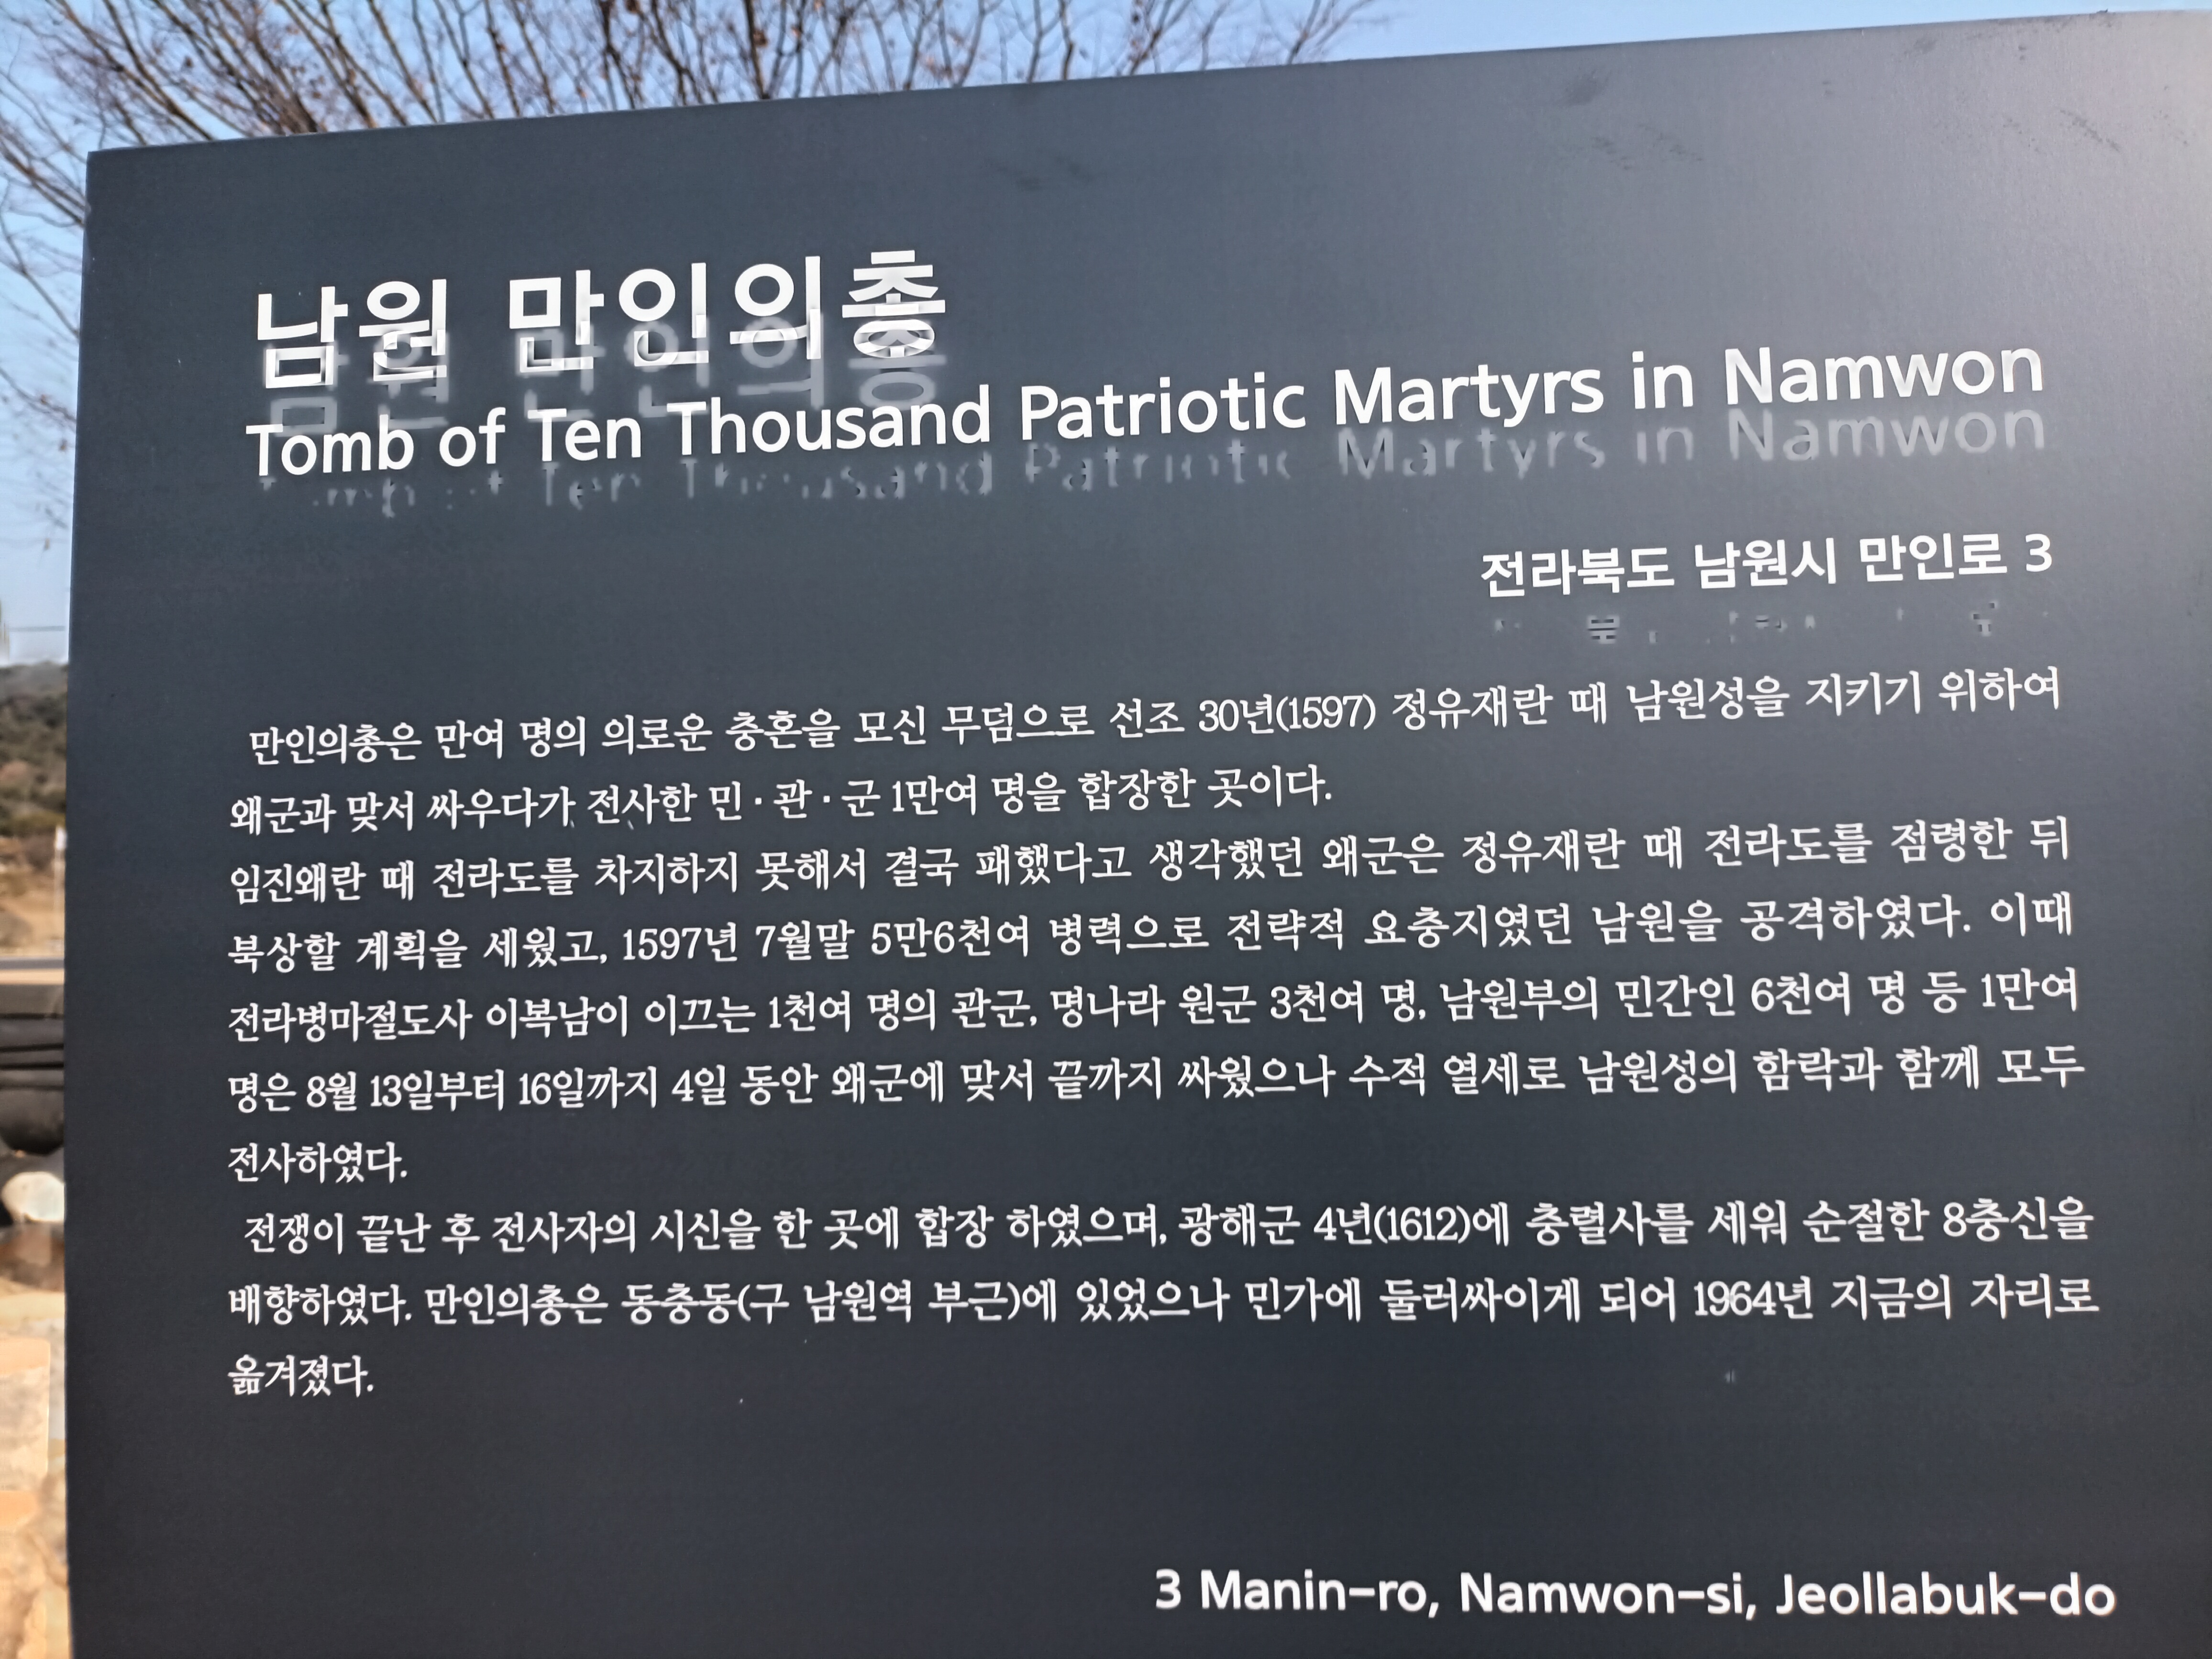 남원 만인의총
Tomb of Ten Thousand Patriotic Martyrs in Namwon
전라북도 남원시 만인로 3
만인의총은 만여 명의 의로운 충혼을 모신 무덤으로 선조 30년(1597) 정유재란 때 남원성을 지키기 위하여
왜군과 맞서 싸우다가 전사한 민·관·군 1만여 명을 합장한 곳이다.
임진왜란 때 전라도를 차지하지 못해서 결국 패했다고 생각했던 왜군은 정유재란 때 전라도를 점령한 뒤
북상할 계획을 세웠고, 1597년 7월말 5만6천여 병력으로 전략적 요충지였던 남원을 공격하였다. 이때
전라병마절도사 이복남이 이끄는 1천여 명의 관군, 명나라 원군 3천여 명, 남원부의 민간인 6천여 명 등 1만여
명은 8월 13일부터 16일까지 4일 동안 왜군에 맞서 끝까지 싸웠으나 수적 열세로 남원성의 함락과 함께 모두
전사하였다.
전쟁이 끝난 후 전사자의 시신을 한 곳에 합장 하였으며, 광해군 4년(1612)에 충렬사를 세워 순절한 8충신을
배향하였다. 만인의총은 동충동(구 남원역 부근)에 있었으나 민가에 둘러싸이게 되어 1964년 지금의 자리로
옮겨졌다.
3 Manin-ro, Namwon-si, Jeollabuk-do